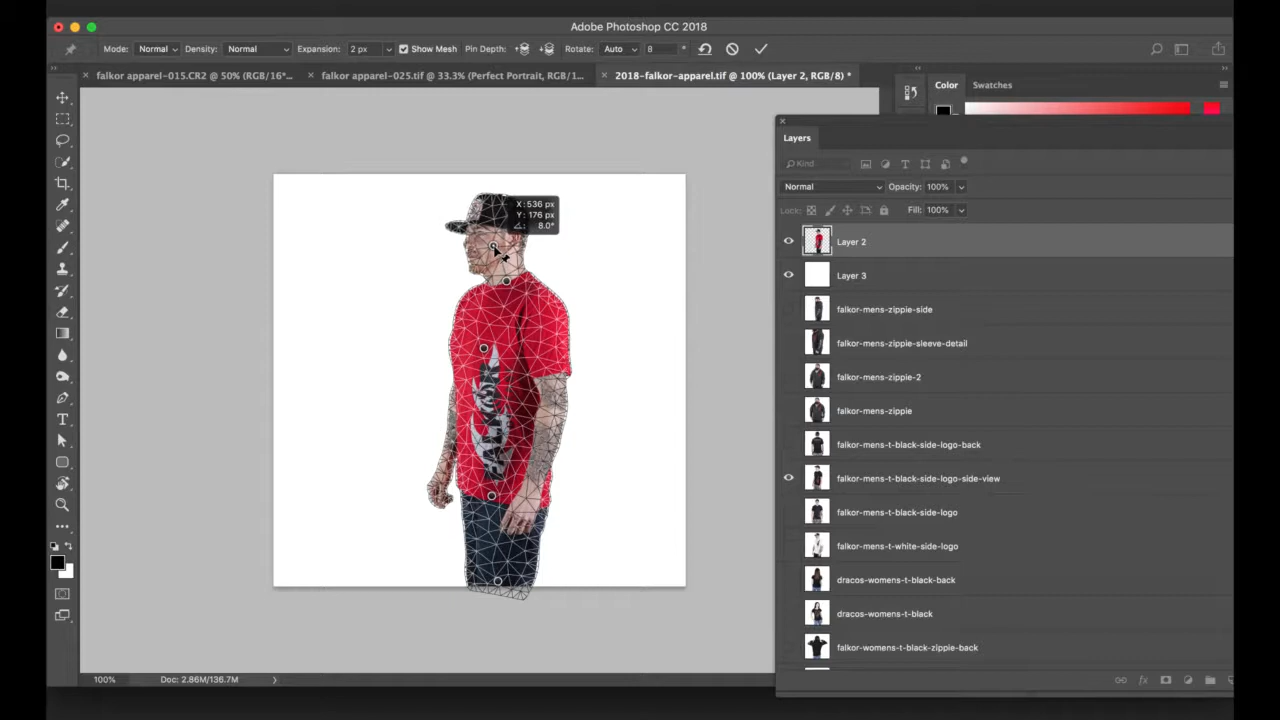 Adobe Photoshop CC 2018
Mode: Normal Density: Normal Expansion: 2 px Show Mesh Pin Depth: Rotate: Auto 8 °
falkor apparel-015.CR2 @ 50% (RGB/16*... falkor apparel-025.tif @ 33.3% (Perfect Portrait, RGB/1... 2018-falkor-apparel.tif @ 100% (Layer 2, RGB/8) *
Color Swatches
Layers
Kind
Normal Opacity: 100%
Lock: Fill: 100%
X: 536 px
Y: 176 px
8.0°
Layer 2
Layer 3
falkor-mens-zippie-side
falkor-mens-zippie-sleeve-detail
falkor-mens-zippie-2
falkor-mens-zippie
falkor-mens-t-black-side-logo-back
falkor-mens-t-black-side-logo-side-view
falkor-mens-t-black-side-logo
falkor-mens-t-white-side-logo
dracos-womens-t-black-back
dracos-womens-t-black
falkor-womens-t-black-zippie-back
100% Doc: 2.86M/136.7M